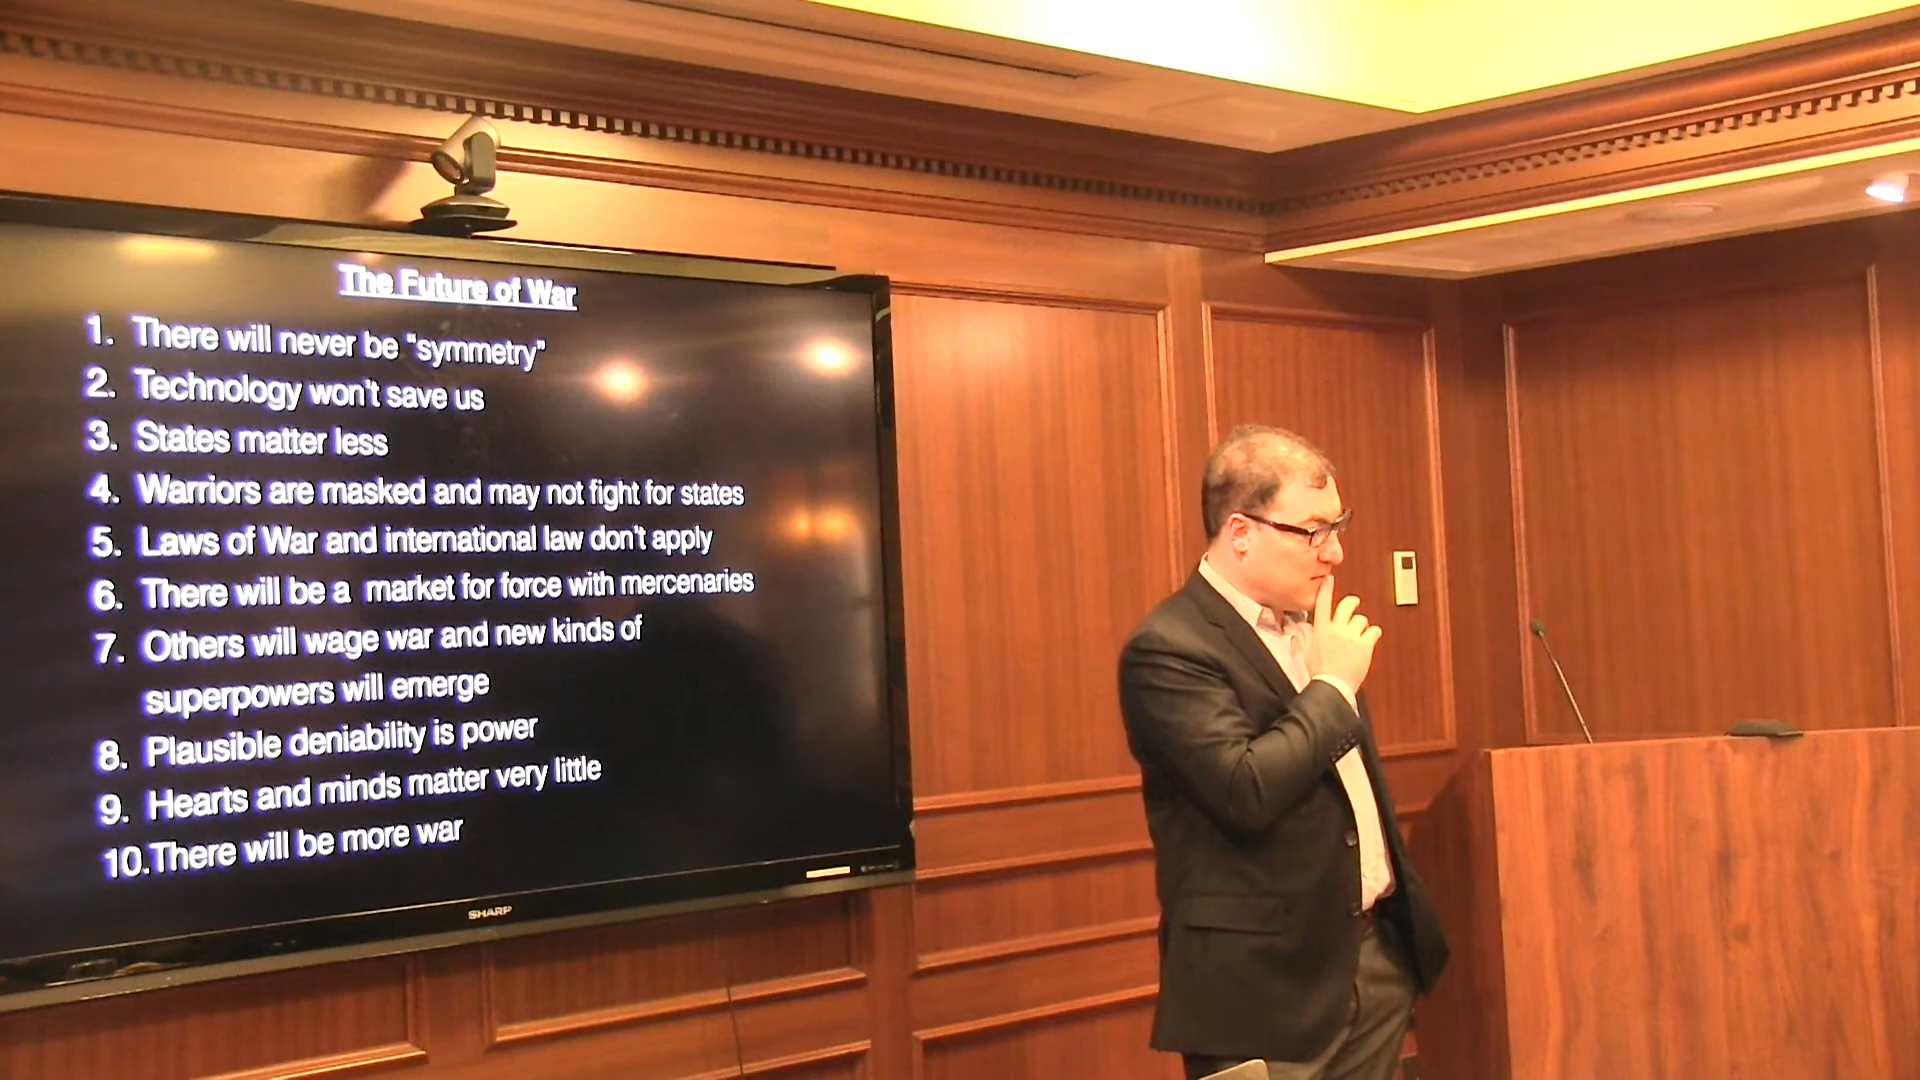 The Future of War
1. There will never be "symmetry"
2. Technology won't save us
3. States matter less
4. Warriors are masked and may not fight for states
5. Laws of War and international law don't apply
6. There will be a market for force with mercenaries
7. Others will wage war and new kinds of
superpowers will emerge
8. Plausible deniability is power
9. Hearts and minds matter very little
10.There will be more war
SHARP